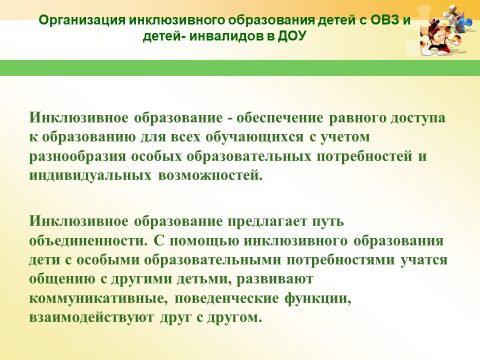 Организация инклюзивного образования детей с ОВЗ и
детей- инвалидов в ДОУ
Инклюзивное образование - обеспечение равного доступа
к образованию для всех обучающихся с учетом
разнообразия особых образовательных потребностей и
индивидуальных возможностей.
Инклюзивное образование предлагает путь
объединенности. С помощью инклюзивного образования
дети с особыми образовательными потребностями учатся
общению с другими детьми, развивают
коммуникативные, поведенческие функции,
взаимодействуют друг с другом.